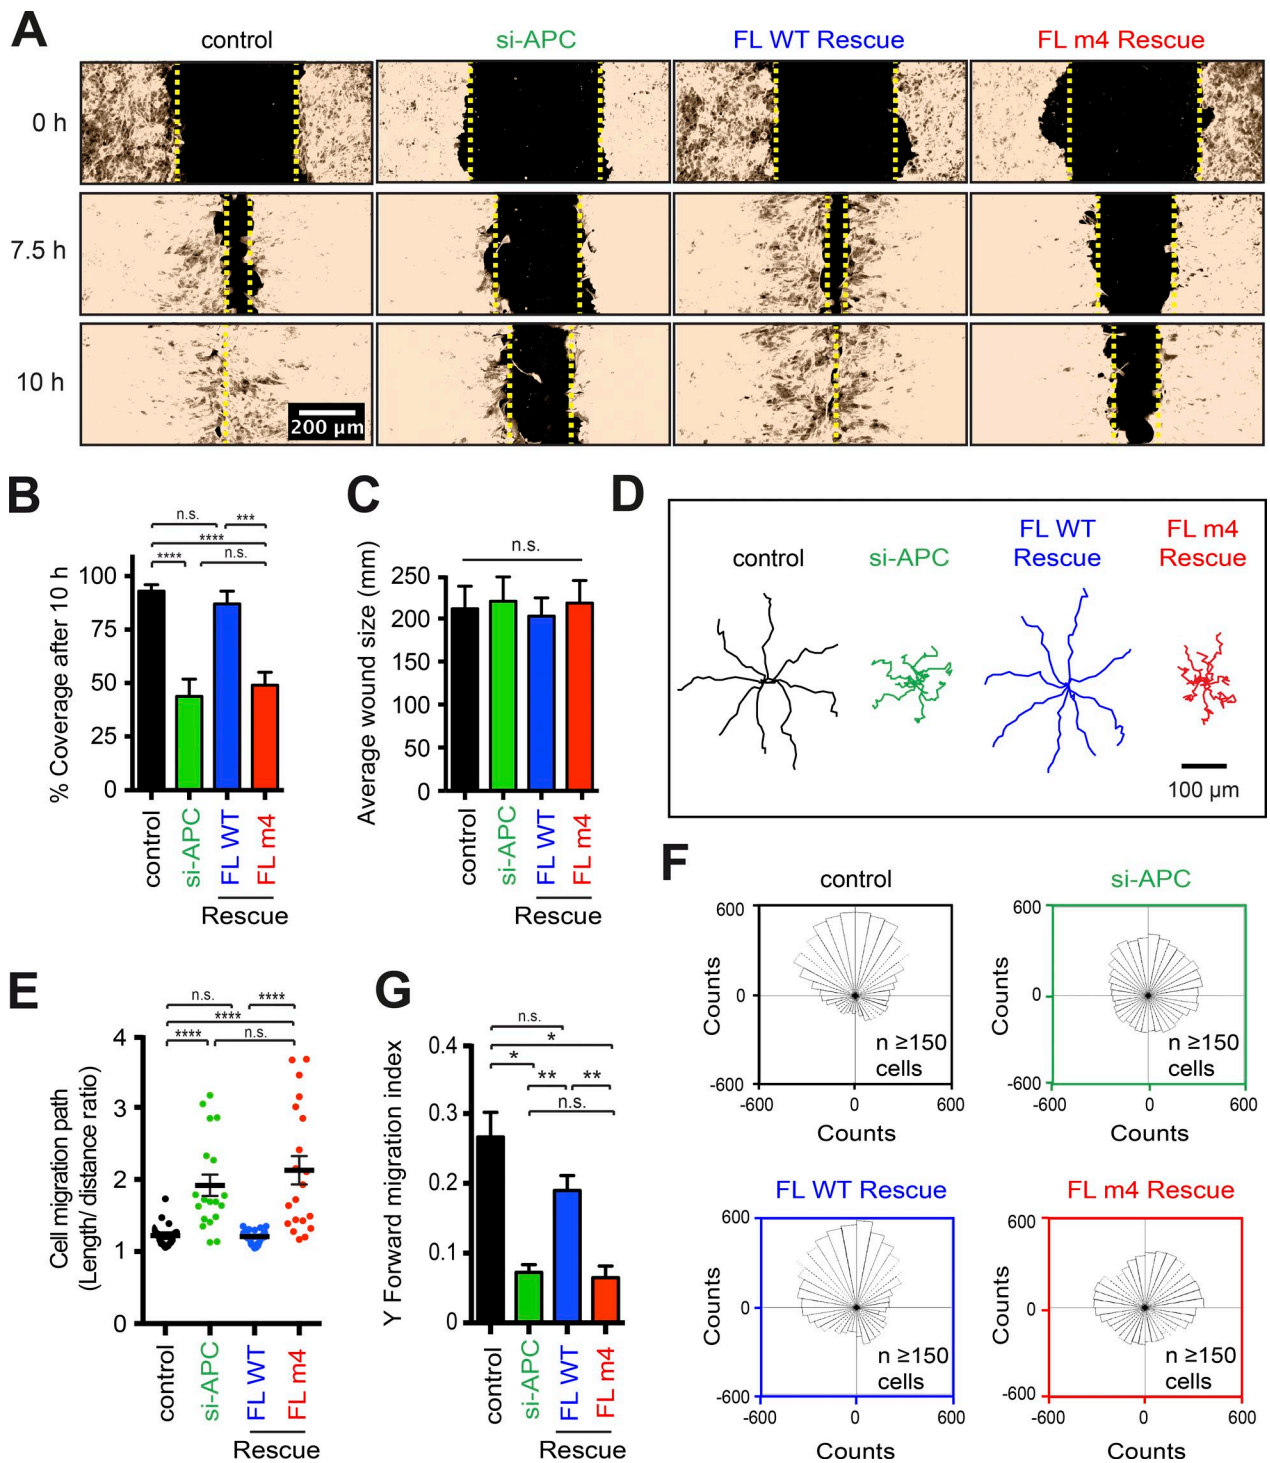 A
control
si-APC
FL WT Rescue
FL m4 Rescue
0 h
7.5 h
10 h
200 µm
B
% Coverage after 10 h
n.s.
***
****
****
n.s.
100
75
50
25
0
control
si-APC
FL WT
FL m4
Rescue
C
Average wound size (mm)
n.s.
250
200
150
100
50
0
control
si-APC
FL WT
FL m4
Rescue
D
control
si-APC
FL WT
Rescue
FL m4
Rescue
100 µm
E
Cell migration path
(Length/ distance ratio)
n.s.
****
****
****
n.s.
4
3
2
1
0
control
si-APC
FL WT
FL m4
Rescue
G
Y Forward migration index
n.s.
*
*
**
**
n.s.
0.4
0.3
0.2
0.1
0
control
si-APC
FL WT
FL m4
Rescue
F
control
600
0
-600
Counts
n ≥150
cells
-600
0
600
Counts
si-APC
600
0
-600
Counts
n ≥150
cells
-600
0
600
Counts
FL WT Rescue
600
0
-600
Counts
n ≥150
cells
-600
0
600
Counts
FL m4 Rescue
600
0
-600
Counts
n ≥150
cells
-600
0
600
Counts